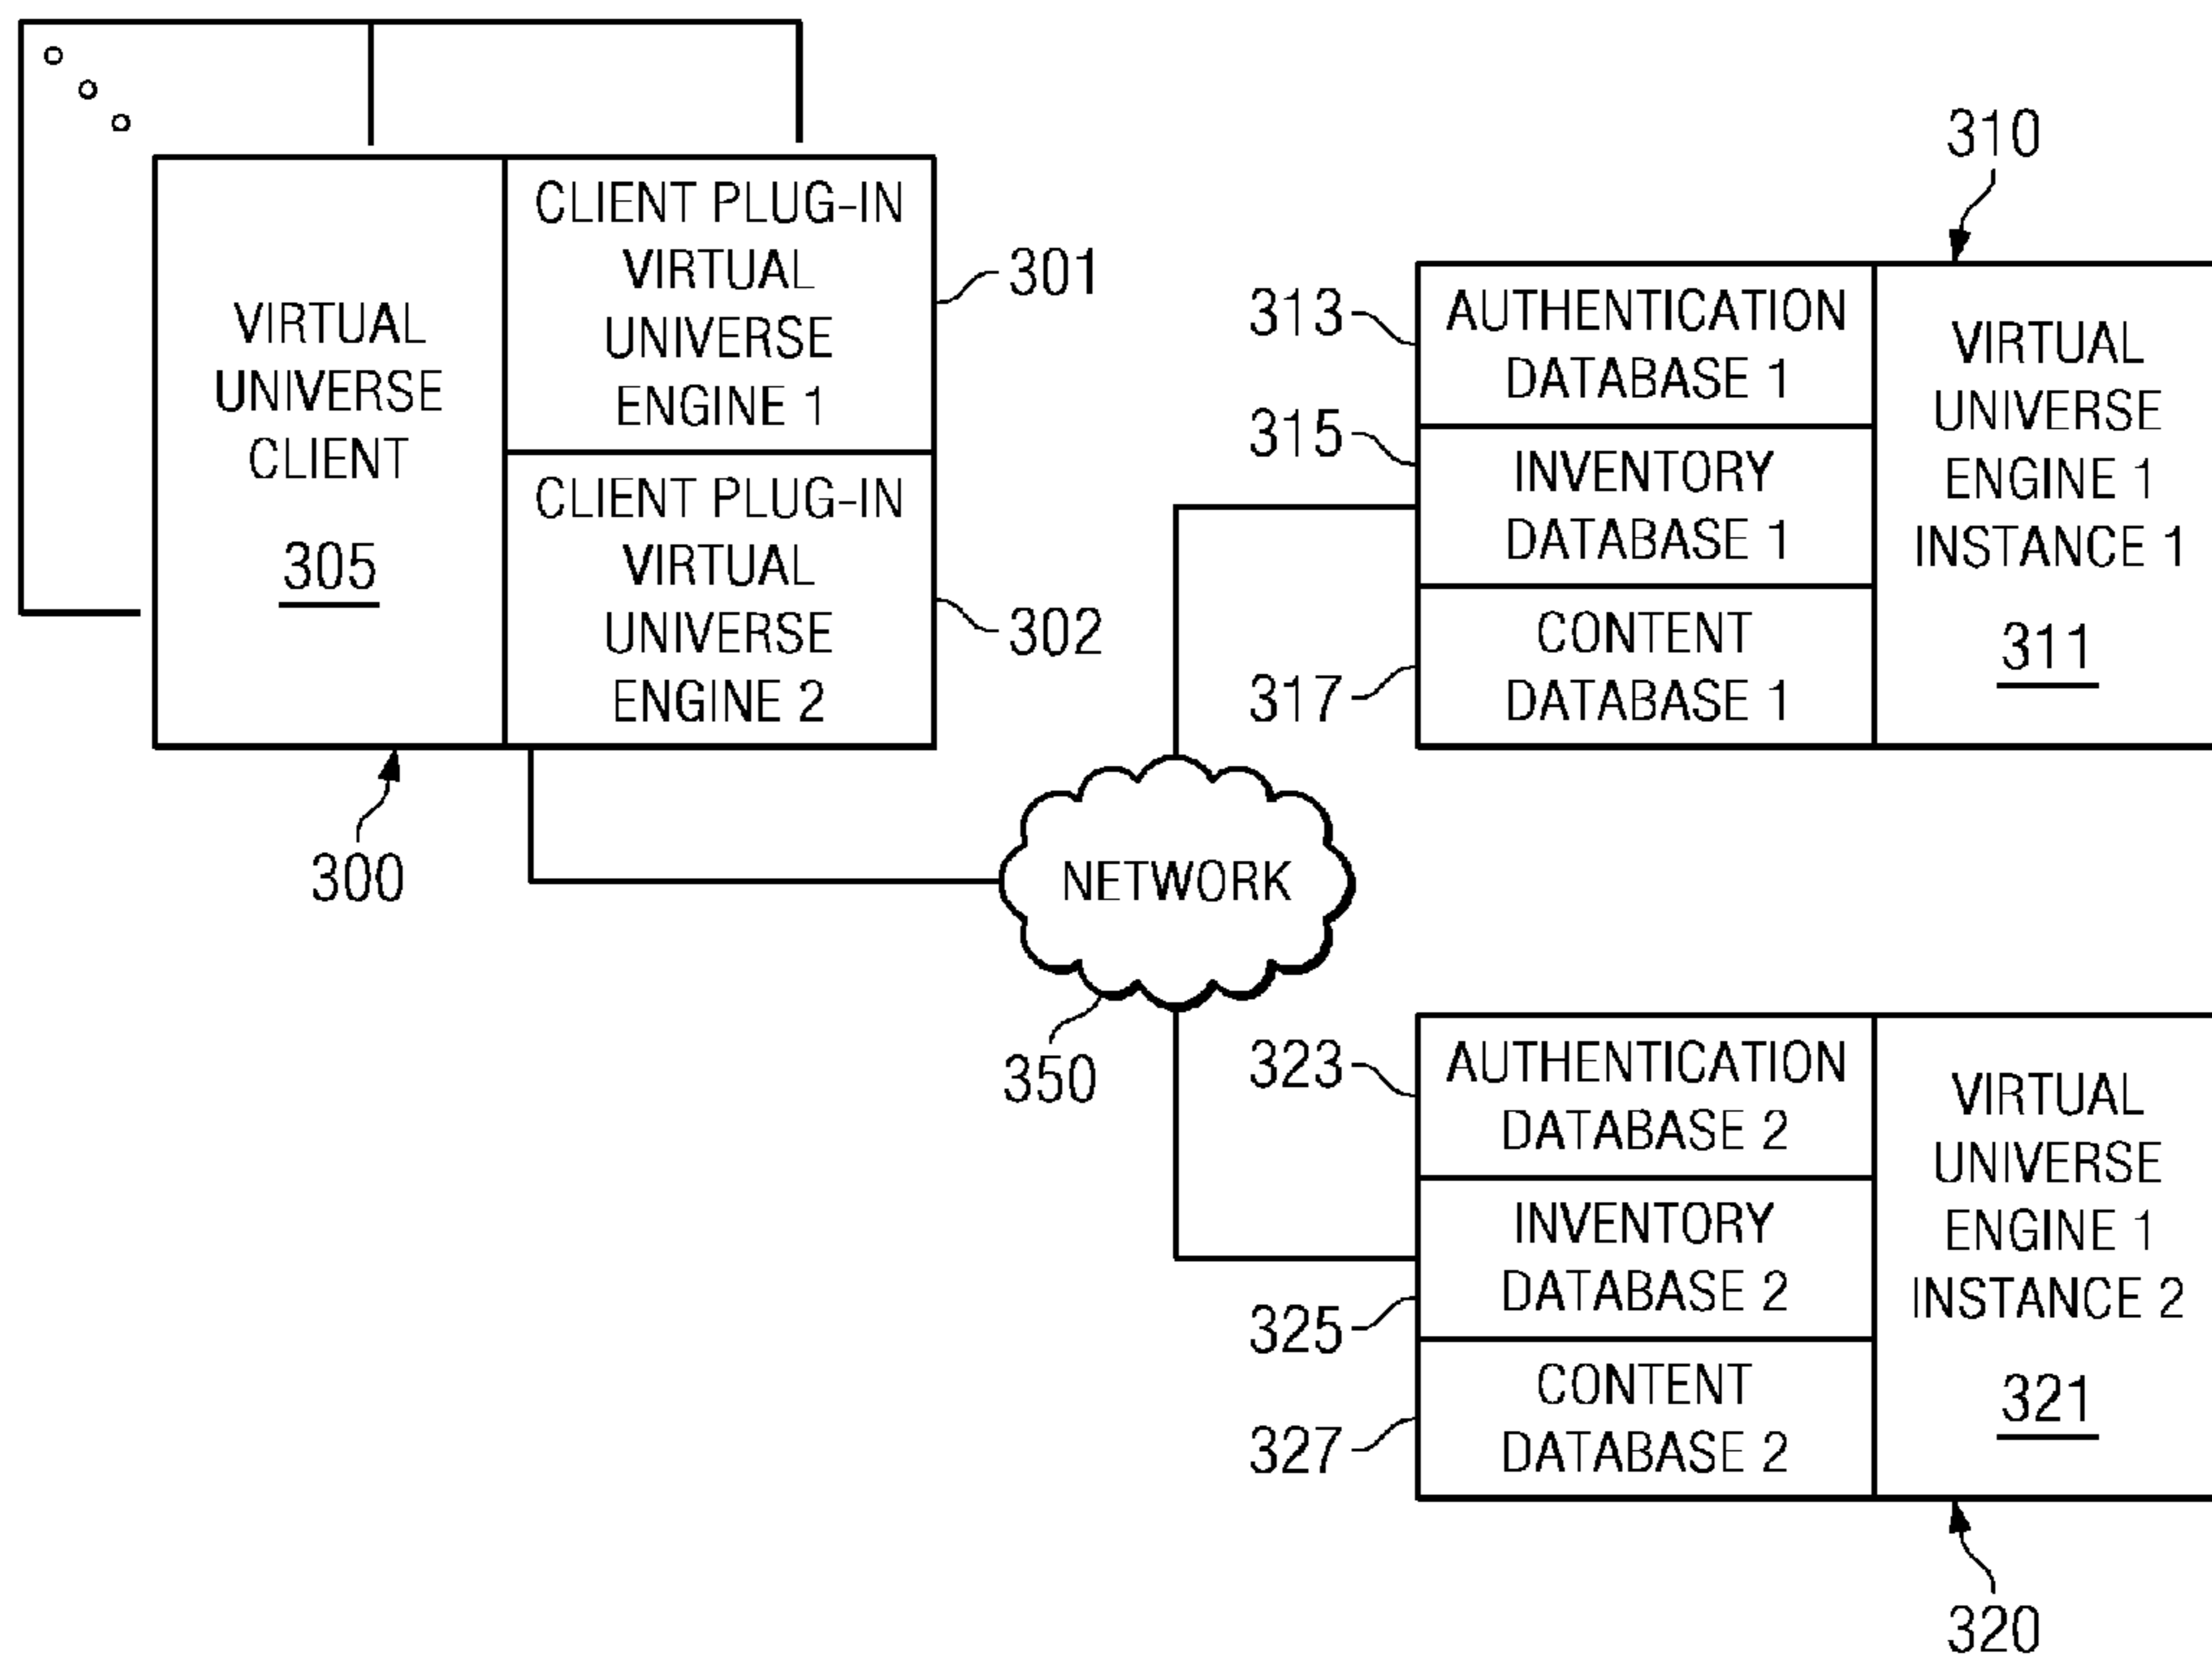 VIRTUAL
UNIVERSE
CLIENT
305
CLIENT PLUG-IN
VIRTUAL
UNIVERSE
ENGINE 1
301
CLIENT PLUG-IN
VIRTUAL
UNIVERSE
ENGINE 2
302
300
NETWORK
350
310
313
AUTHENTICATION
DATABASE 1
315
INVENTORY
DATABASE 1
317
CONTENT
DATABASE 1
VIRTUAL
UNIVERSE
ENGINE 1
INSTANCE 1
311
323
AUTHENTICATION
DATABASE 2
325
INVENTORY
DATABASE 2
327
CONTENT
DATABASE 2
VIRTUAL
UNIVERSE
ENGINE 1
INSTANCE 2
321
320